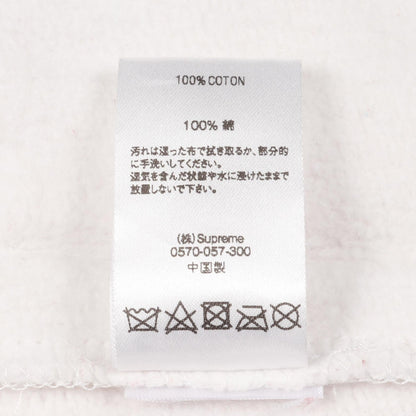 100% COTON
100% 綿
汚れは湿った布で拭き取るか、部分的
に手洗いしてください。
湿気を含んだ状態や水に浸けたままで
放置しないで下さい。
(株)Supreme
0570-057-300
中国製